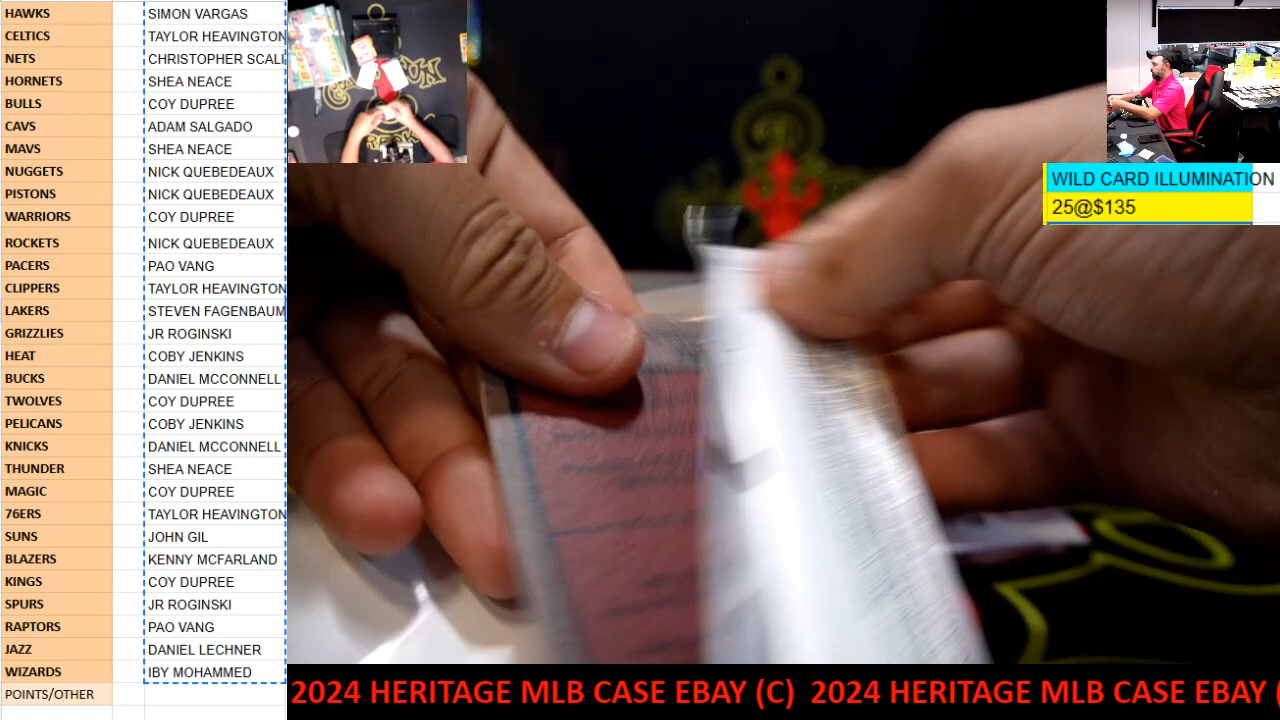 HAWKS SIMON VARGAS
CELTICS TAYLOR HEAVINGTON
NETS CHRISTOPHER SCALI
HORNETS SHEA NEACE
BULLS COY DUPREE
CAVS ADAM SALGADO
MAVS SHEA NEACE
NUGGETS NICK QUEBEDEAUX
PISTONS NICK QUEBEDEAUX
WARRIORS COY DUPREE
ROCKETS NICK QUEBEDEAUX
PACERS PAO VANG
CLIPPERS TAYLOR HEAVINGTON
LAKERS STEVEN FAGENBAUM
GRIZZLIES JR ROGINSKI
HEAT COBY JENKINS
BUCKS DANIEL MCCONNELL
TWOLVES COY DUPREE
PELICANS COBY JENKINS
KNICKS DANIEL MCCONNELL
THUNDER SHEA NEACE
MAGIC COY DUPREE
76ERS TAYLOR HEAVINGTON
SUNS JOHN GIL
BLAZERS KENNY MCFARLAND
KINGS COY DUPREE
SPURS JR ROGINSKI
RAPTORS PAO VANG
JAZZ DANIEL LECHNER
WIZARDS IBY MOHAMMED
POINTS/OTHER
WILD CARD ILLUMINATION
25@$135
2024 HERITAGE MLB CASE EBAY (C) 2024 HERITAGE MLB CASE EBAY (